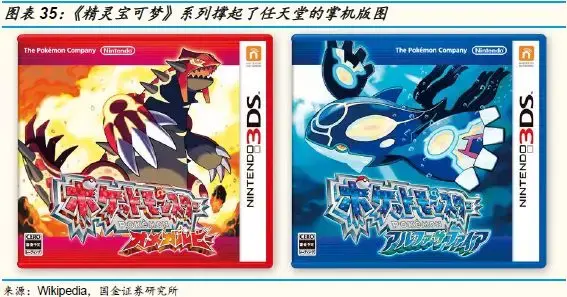 图表 35：《精灵宝可梦》系列撑起了任天堂的掌机版图
The Pokémon Company Nintendo
NINTENDO 3DS
ポケットモンスター
POKÉMON
オメガルビー
CERO
The Pokémon Company Nintendo
NINTENDO 3DS
ポケットモンスター
POKÉMON
アルファサファイア
CERO
来源：Wikipedia，国金证券研究所